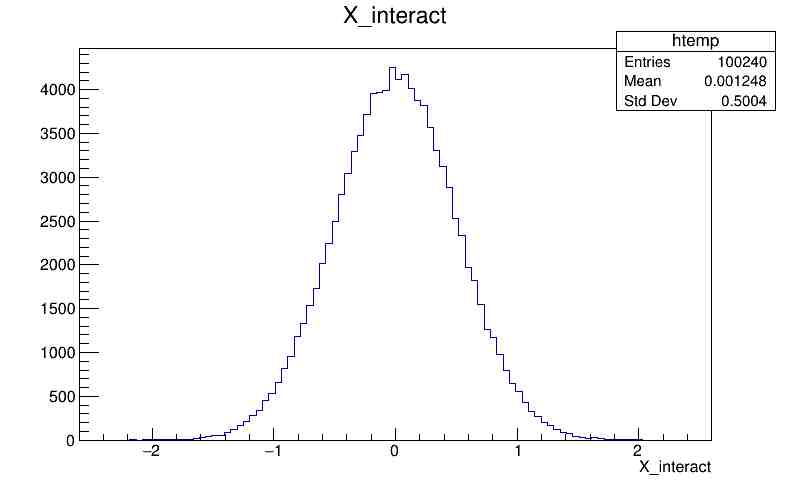 X_interact
htemp
Entries 100240
Mean 0.001248
Std Dev 0.5004
4000
3500
3000
2500
2000
1500
1000
500
0
−2 −1 0 1 2
X_interact